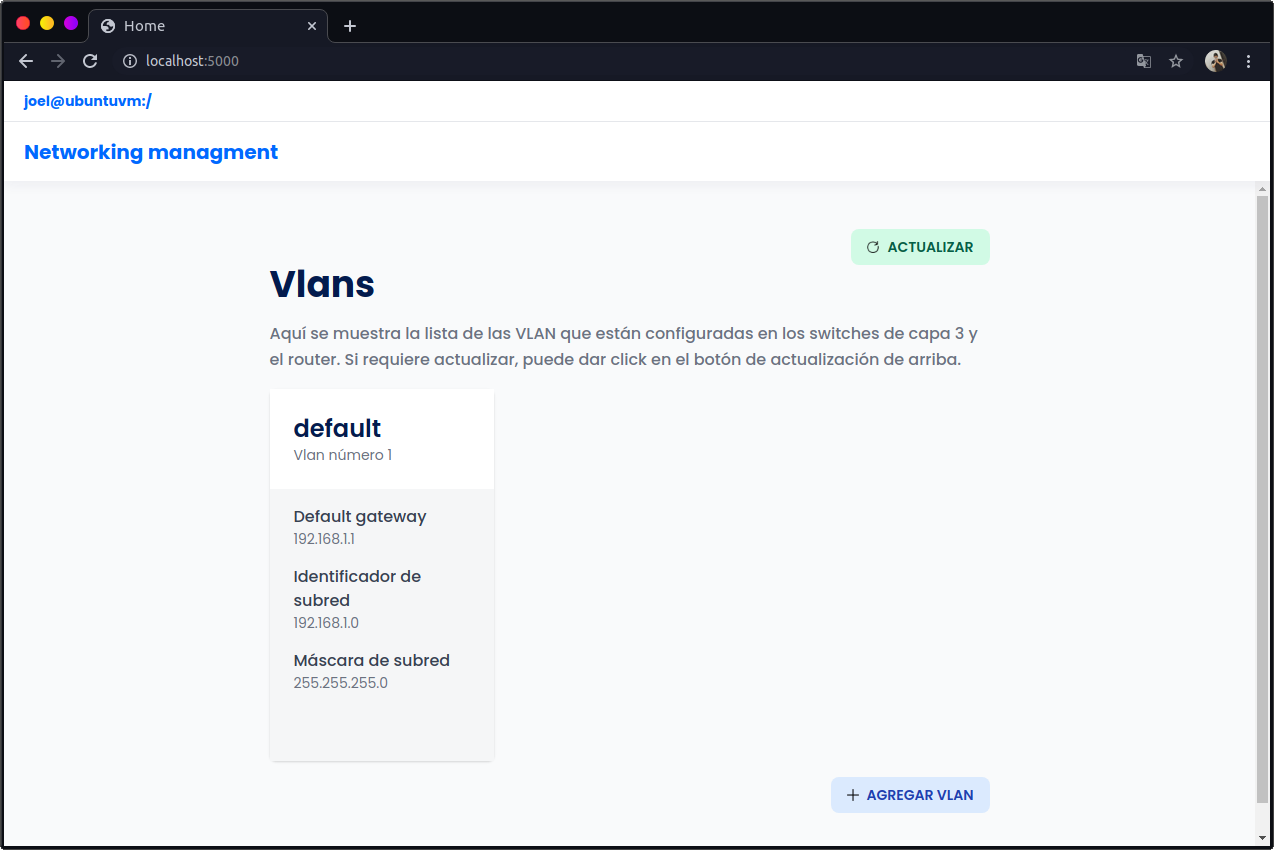 Home
localhost:5000
joel@ubuntuvm:/
Networking managment
ACTUALIZAR
Vlans
Aquí se muestra la lista de las VLAN que están configuradas en los switches de capa 3 y
el router. Si requiere actualizar, puede dar click en el botón de actualización de arriba.
default
Vlan número 1
Default gateway
192.168.1.1
Identificador de
subred
192.168.1.0
Máscara de subred
255.255.255.0
AGREGAR VLAN